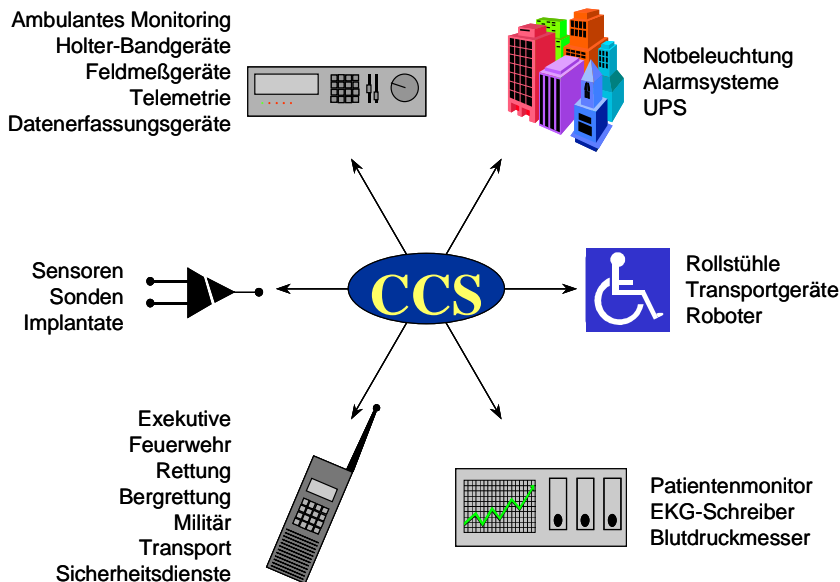 Ambulantes Monitoring
Holter-Bandgeräte
Feldmeßgeräte
Telemetrie
Datenerfassungsgeräte
Notbeleuchtung
Alarmsysteme
UPS
Sensoren
Sonden
Implantate
CCS
Rollstühle
Transportgeräte
Roboter
Exekutive
Feuerwehr
Rettung
Bergrettung
Militär
Transport
Sicherheitsdienste
Patientenmonitor
EKG-Schreiber
Blutdruckmesser